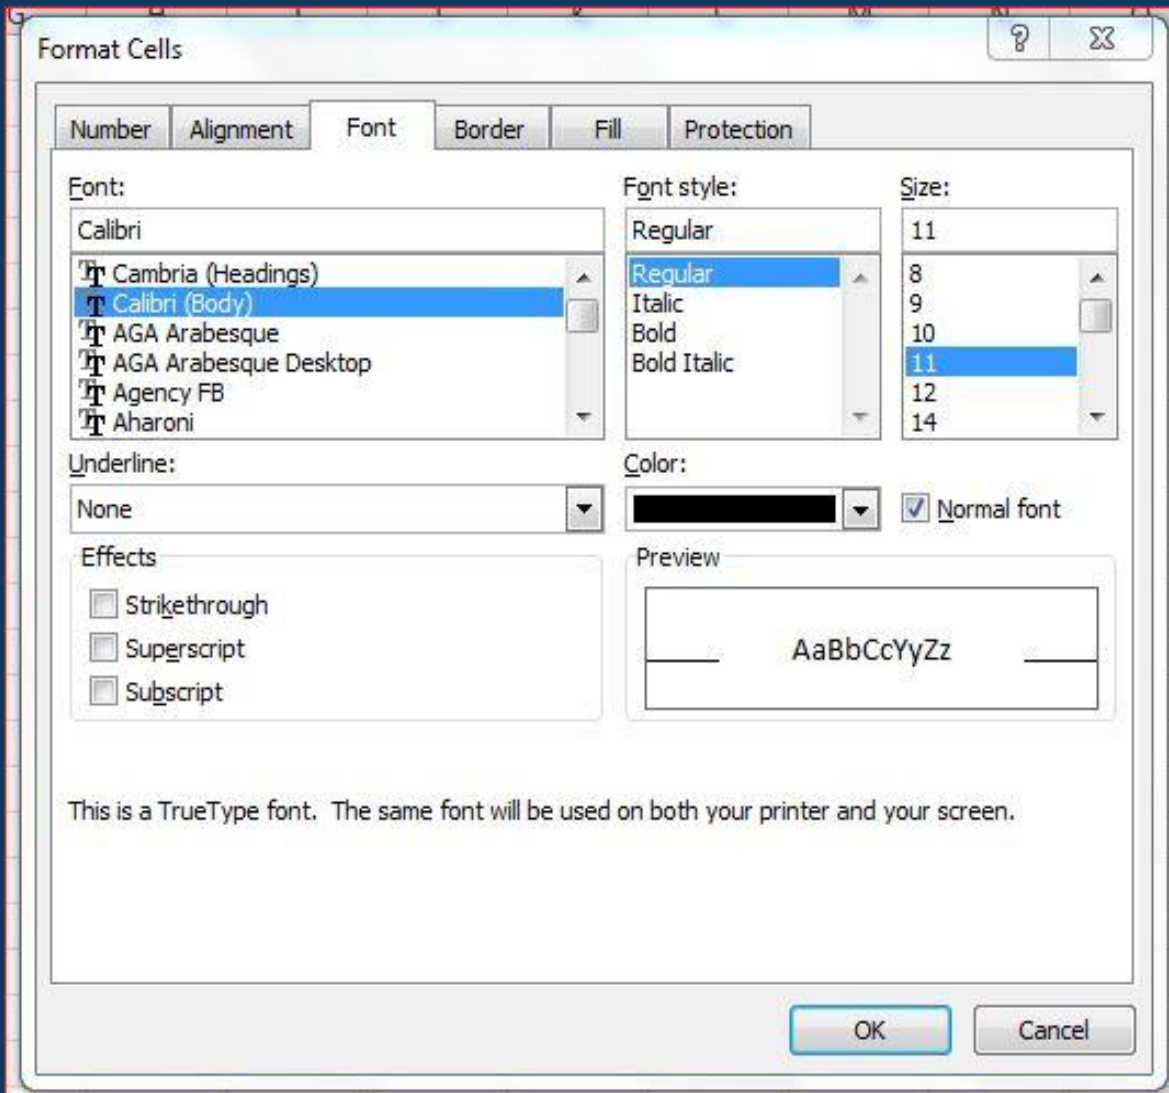 Format Cells
Number Alignment Font Border Fill Protection
Font: Font style: Size:
Calibri Regular 11
Cambria (Headings) Regular 8
Calibri (Body) Italic 9
AGA Arabesque Bold 10
AGA Arabesque Desktop Bold Italic 11
Agency FB 12
Aharoni 14
Underline: Color:
None Normal font
Effects Preview
Strikethrough
Superscript AaBbCcYyZz
Subscript
This is a TrueType font.  The same font will be used on both your printer and your screen.
OK Cancel